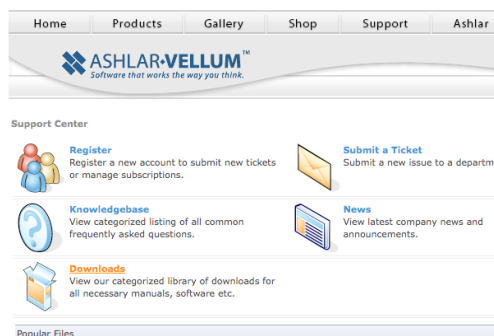 Home Products Gallery Shop Support Ashlar
ASHLAR•VELLUM™
Software that works the way you think.
Support Center
Register
Register a new account to submit new tickets
or manage subscriptions.
Submit a Ticket
Submit a new issue to a departm
Knowledgebase
View categorized listing of all common
frequently asked questions.
News
View latest company news and
announcements.
Downloads
View our categorized library of downloads for
all necessary manuals, software etc.
Popular Files